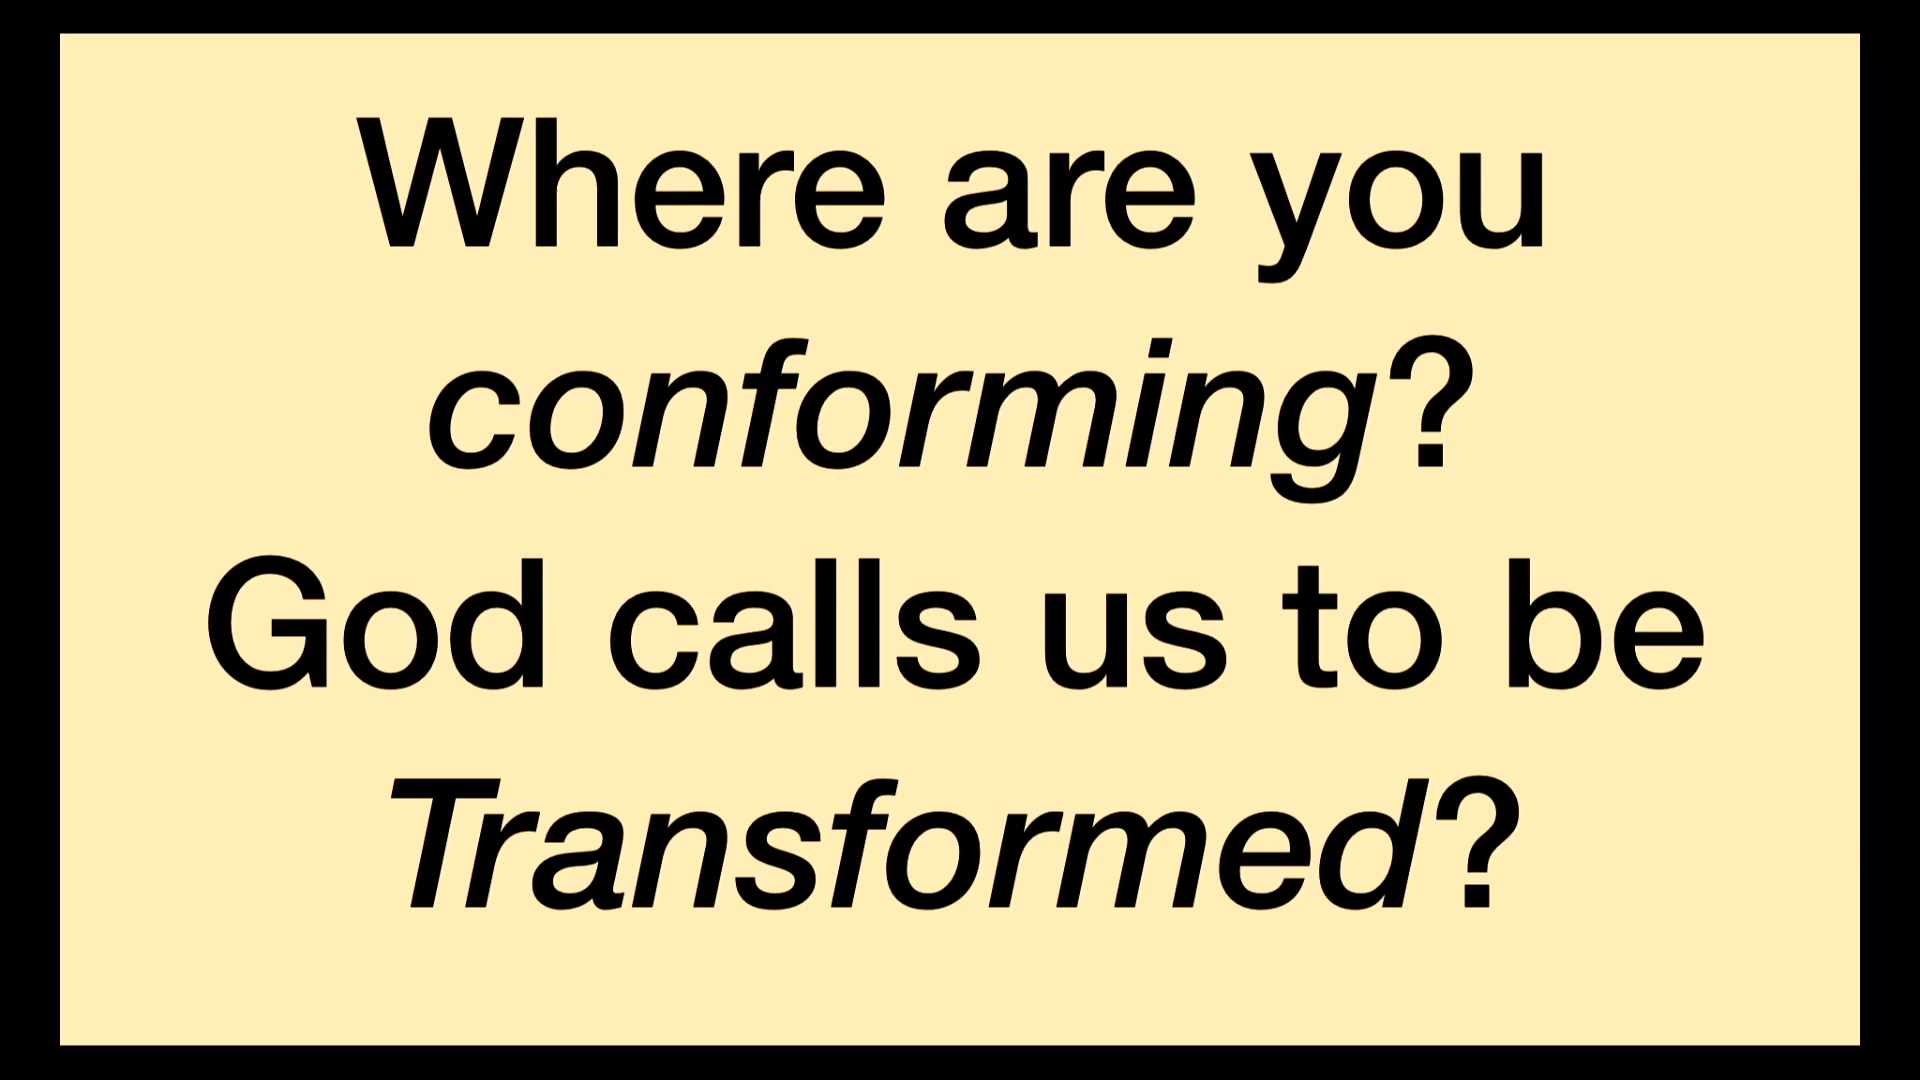 Where are you
conforming?
God calls us to be
Transformed?